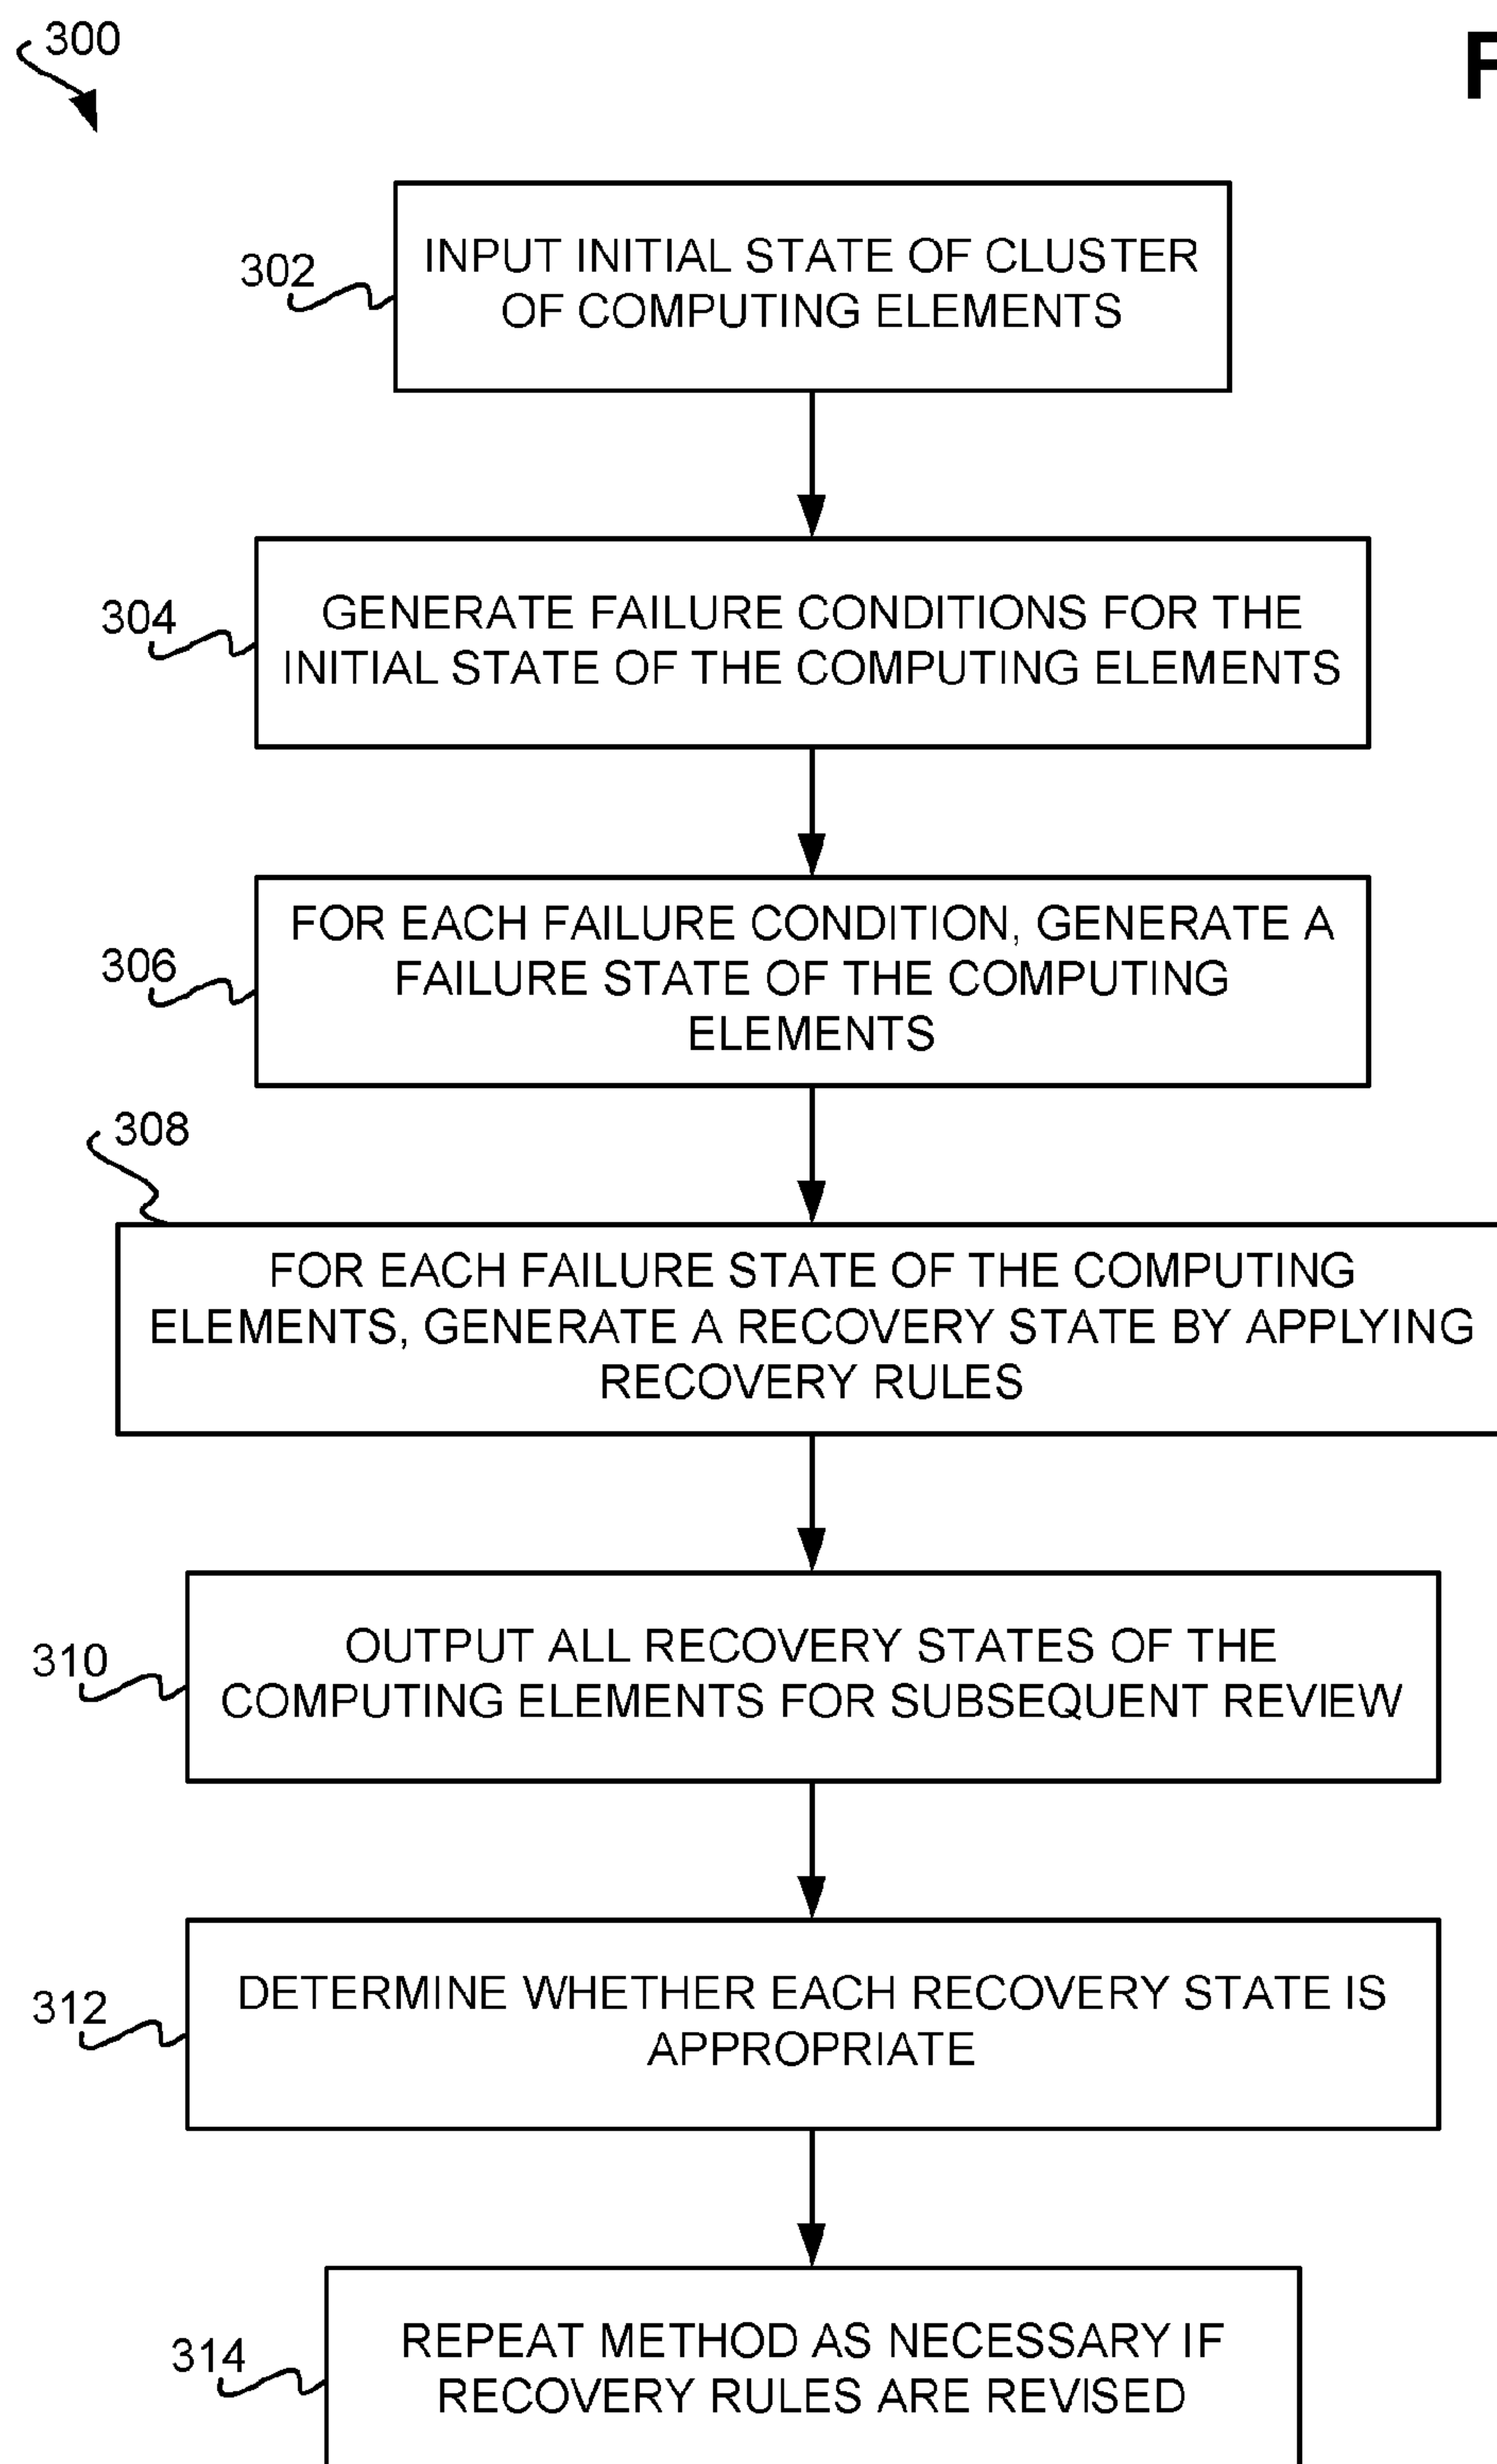 300
F
302
INPUT INITIAL STATE OF CLUSTER
OF COMPUTING ELEMENTS
304
GENERATE FAILURE CONDITIONS FOR THE
INITIAL STATE OF THE COMPUTING ELEMENTS
306
FOR EACH FAILURE CONDITION, GENERATE A
FAILURE STATE OF THE COMPUTING
ELEMENTS
308
FOR EACH FAILURE STATE OF THE COMPUTING
ELEMENTS, GENERATE A RECOVERY STATE BY APPLYING
RECOVERY RULES
310
OUTPUT ALL RECOVERY STATES OF THE
COMPUTING ELEMENTS FOR SUBSEQUENT REVIEW
312
DETERMINE WHETHER EACH RECOVERY STATE IS
APPROPRIATE
314
REPEAT METHOD AS NECESSARY IF
RECOVERY RULES ARE REVISED